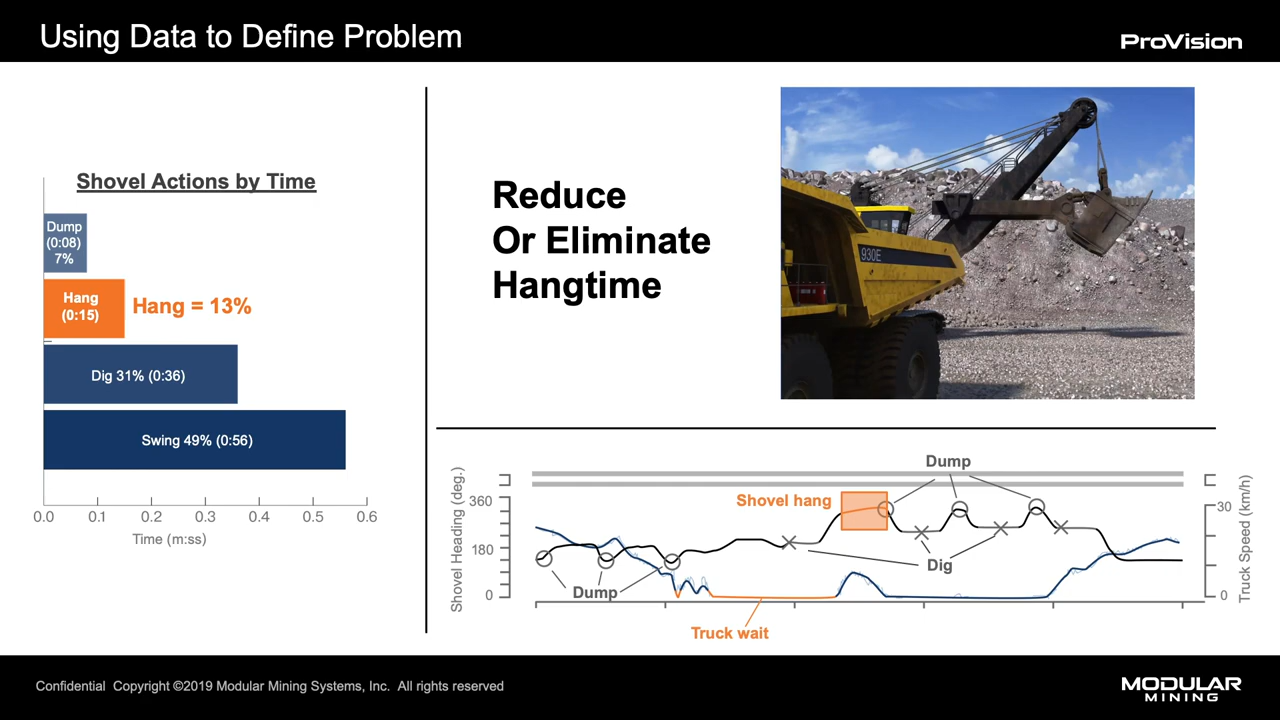 Using Data to Define Problem
ProVision
Shovel Actions by Time
Dump
(0:08)
7%
Hang
(0:15)
Hang = 13%
Dig 31% (0:36)
Swing 49% (0:56)
0.0 0.1 0.2 0.3 0.4 0.5 0.6
Time (m:ss)
Reduce
Or Eliminate
Hangtime
930E
Shovel Heading (deg.)
360
180
0
Shovel hang
Dump
Dig
Dump
Truck wait
30
0
Truck Speed (km/h)
Confidential Copyright ©2019 Modular Mining Systems, Inc. All rights reserved
MODULAR
MINING